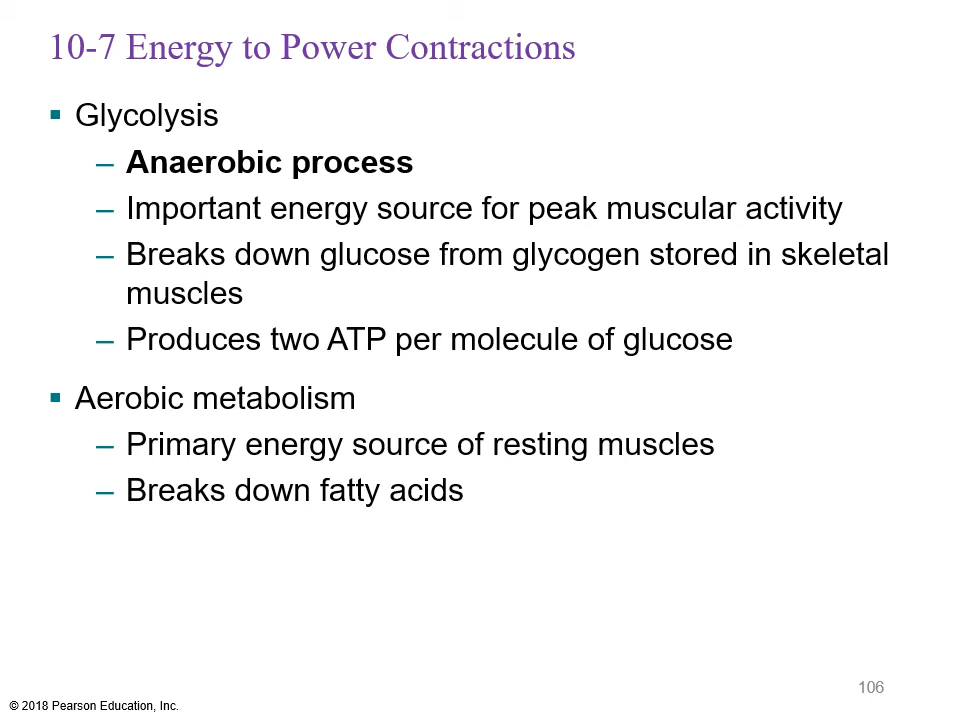 10-7 Energy to Power Contractions
▪ Glycolysis
– Anaerobic process
– Important energy source for peak muscular activity
– Breaks down glucose from glycogen stored in skeletal
muscles
– Produces two ATP per molecule of glucose
▪ Aerobic metabolism
– Primary energy source of resting muscles
– Breaks down fatty acids
106
© 2018 Pearson Education, Inc.